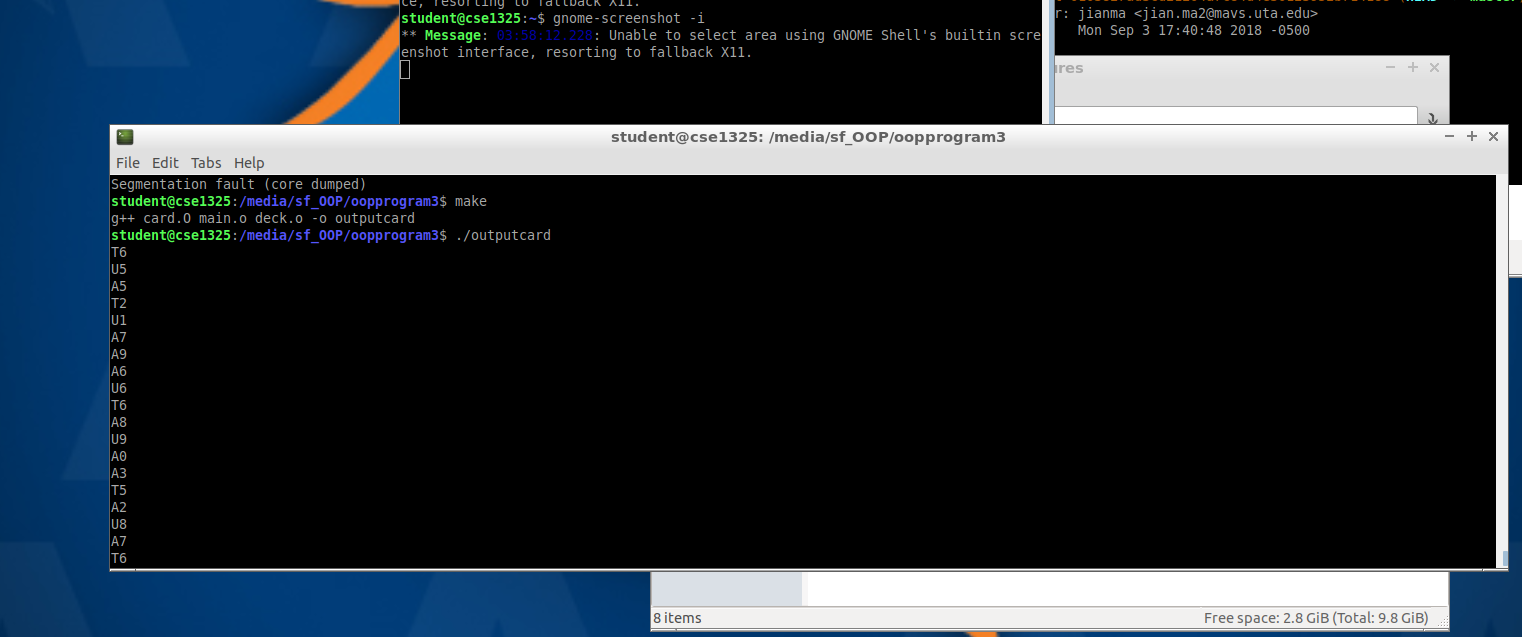 ce, resorting to fallback X11.
student@cse1325:~$ gnome-screenshot -i
** Message: 03:58:12.228: Unable to select area using GNOME Shell's builtin scre
enshot interface, resorting to fallback X11.
r: jianma <jian.ma2@mavs.uta.edu>
Mon Sep 3 17:40:48 2018 -0500
ures
student@cse1325: /media/sf_OOP/oopprogram3
File Edit Tabs Help
Segmentation fault (core dumped)
student@cse1325:/media/sf_OOP/oopprogram3$ make
g++ card.O main.o deck.o -o outputcard
student@cse1325:/media/sf_OOP/oopprogram3$ ./outputcard
T6
U5
A5
T2
U1
A7
A9
A6
U6
T6
A8
U9
A0
A3
T5
A2
U8
A7
T6
8 items
Free space: 2.8 GiB (Total: 9.8 GiB)